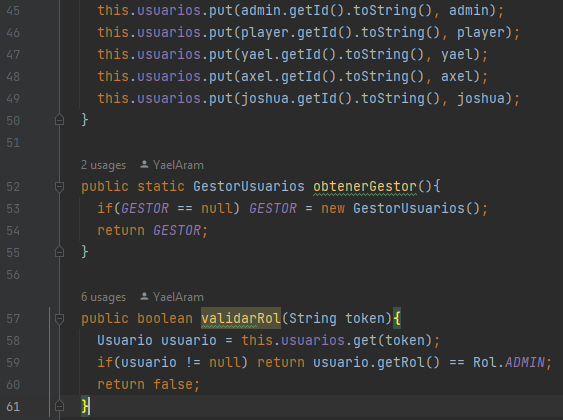 45 this.usuarios.put(admin.getId().toString(), admin);
46 this.usuarios.put(player.getId().toString(), player);
47 this.usuarios.put(yael.getId().toString(), yael);
48 this.usuarios.put(axel.getId().toString(), axel);
49 this.usuarios.put(joshua.getId().toString(), joshua);
50 }
51
2 usages YaelAram
52 public static GestorUsuarios obtenerGestor(){
53 if(GESTOR == null) GESTOR = new GestorUsuarios();
54 return GESTOR;
55 }
56
6 usages YaelAram
57 public boolean validarRol(String token){
58 Usuario usuario = this.usuarios.get(token);
59 if(usuario != null) return usuario.getRol() == Rol.ADMIN;
60 return false;
61 }